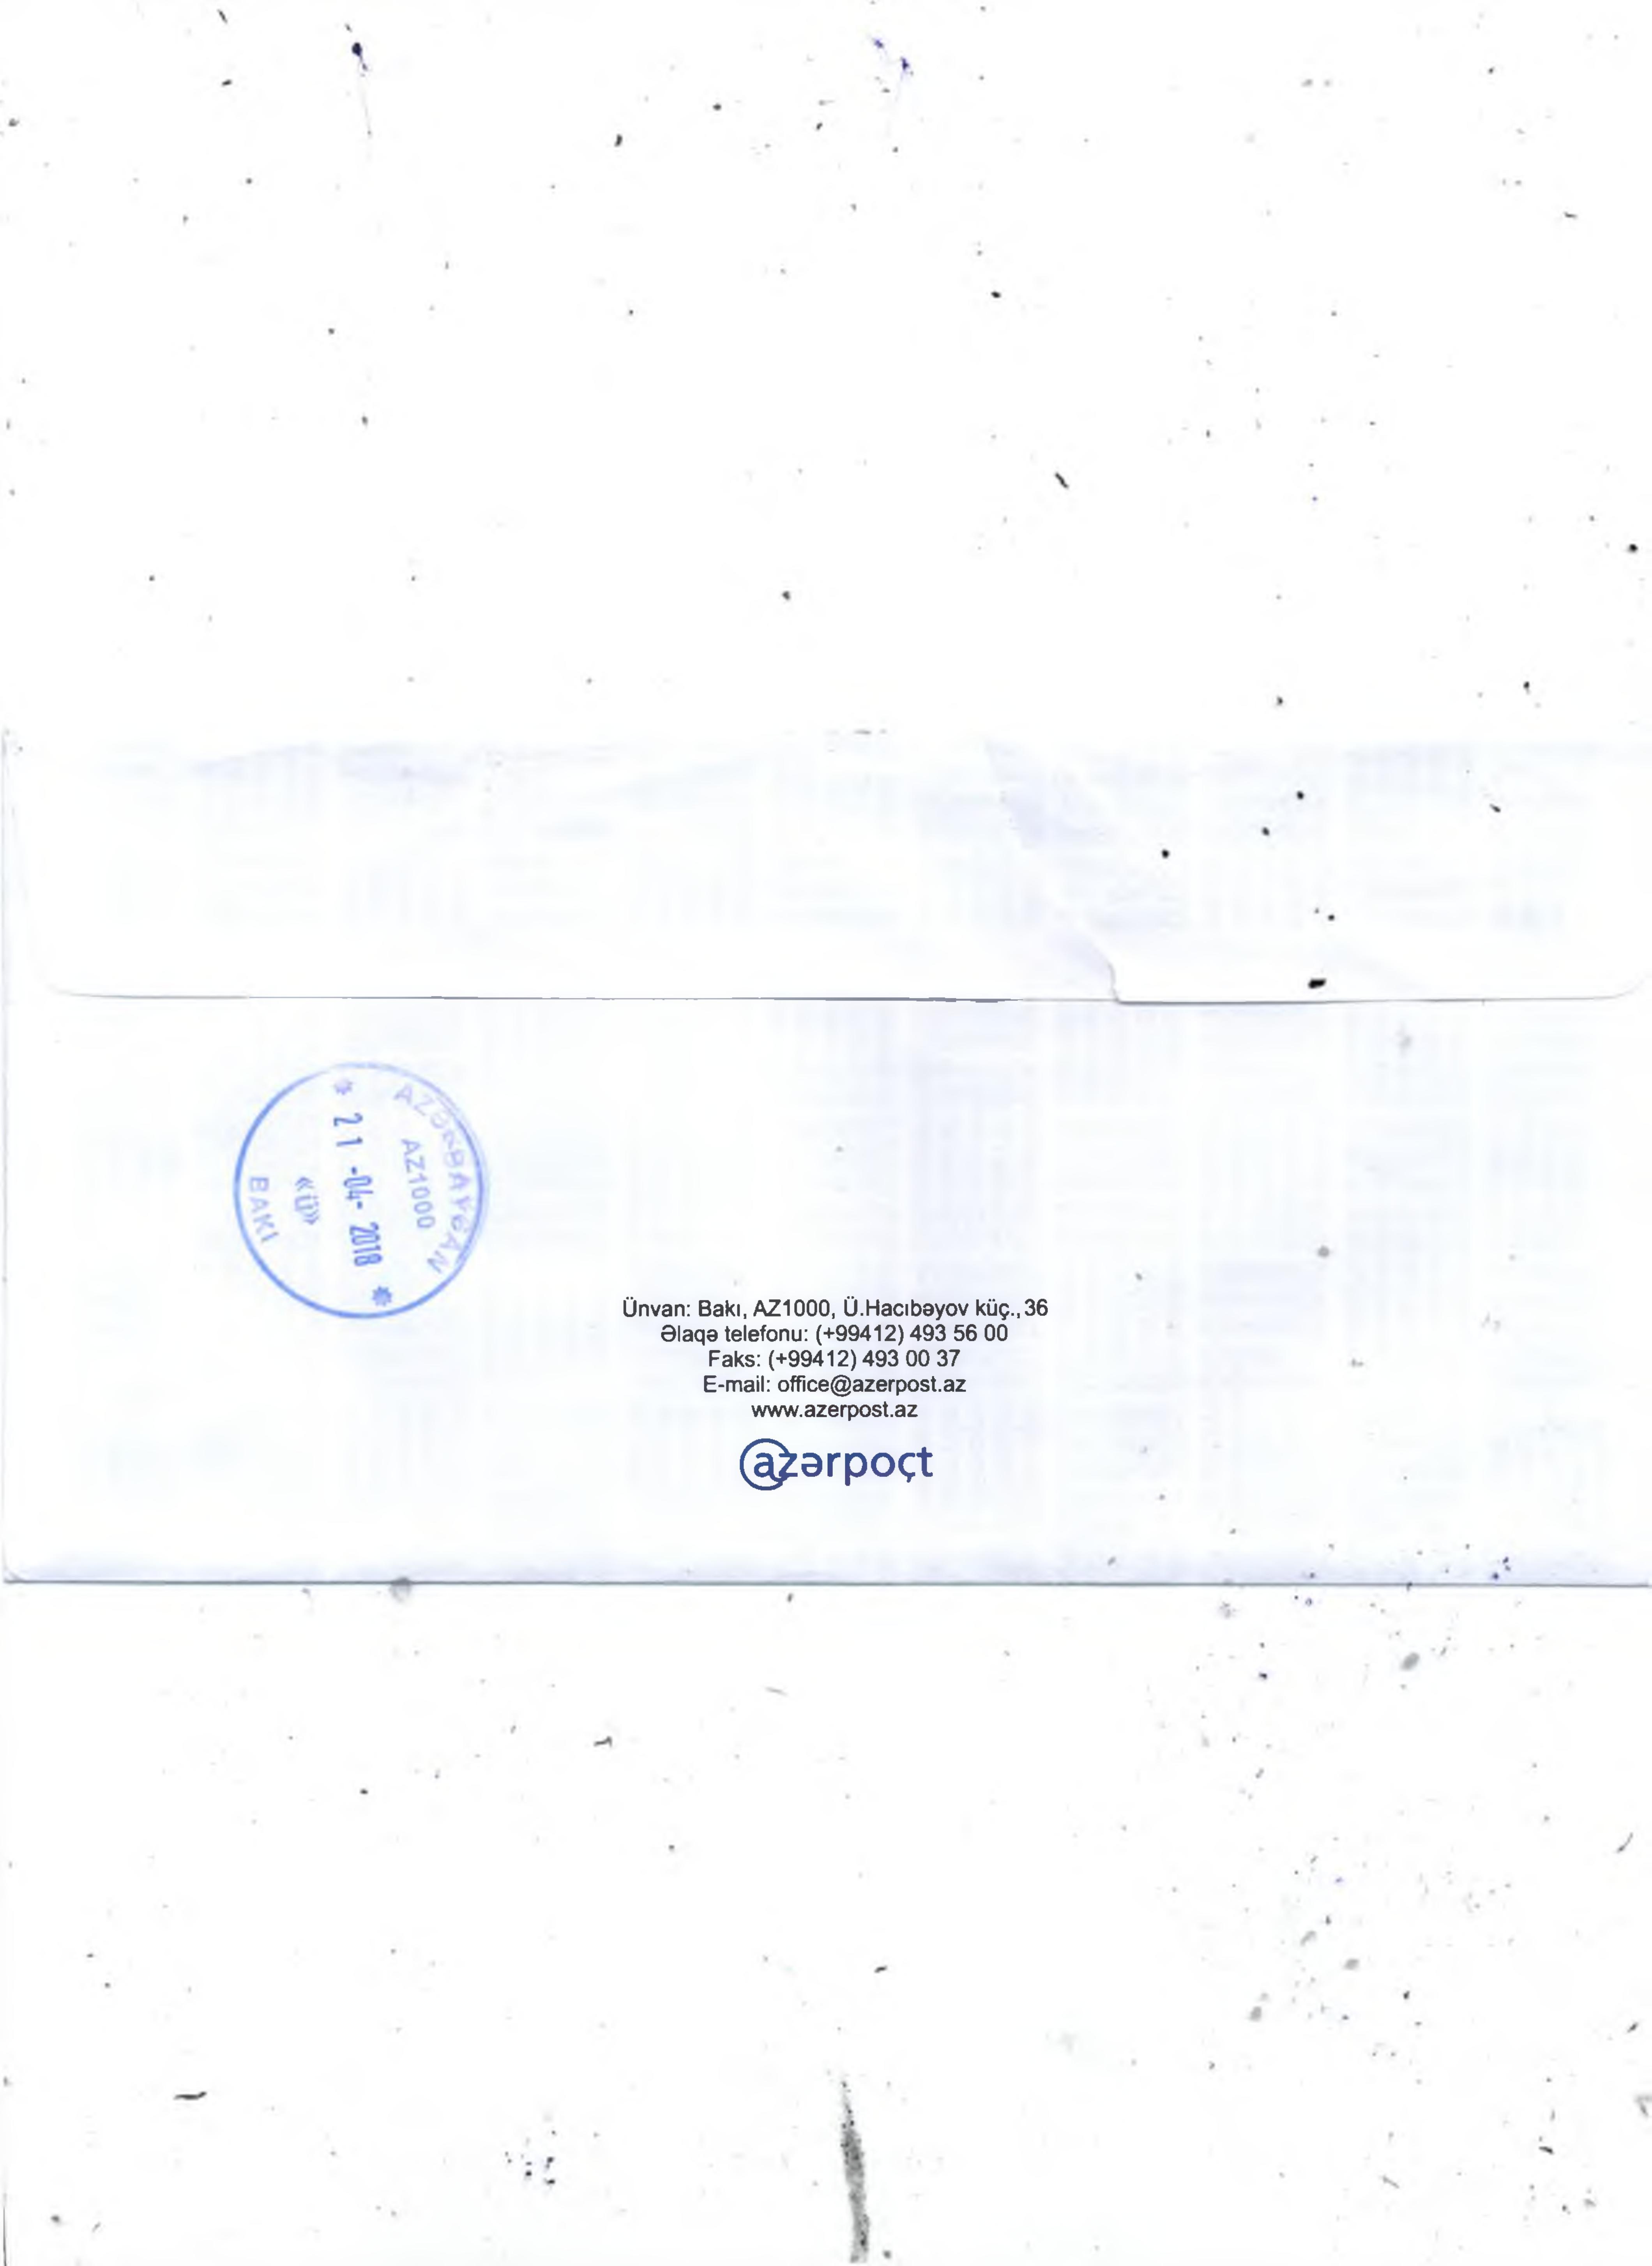 AZƏRBAYCAN
AZ1000
* 21 -04- 2018 *
«Ü»
BAKI
Ünvan: Bakı, AZ1000, Ü.Hacıbəyov küç., 36
Əlaqə telefonu: (+99412) 493 56 00
Faks: (+99412) 493 00 37
E-mail: office@azerpost.az
www.azerpost.az
azərpoçt